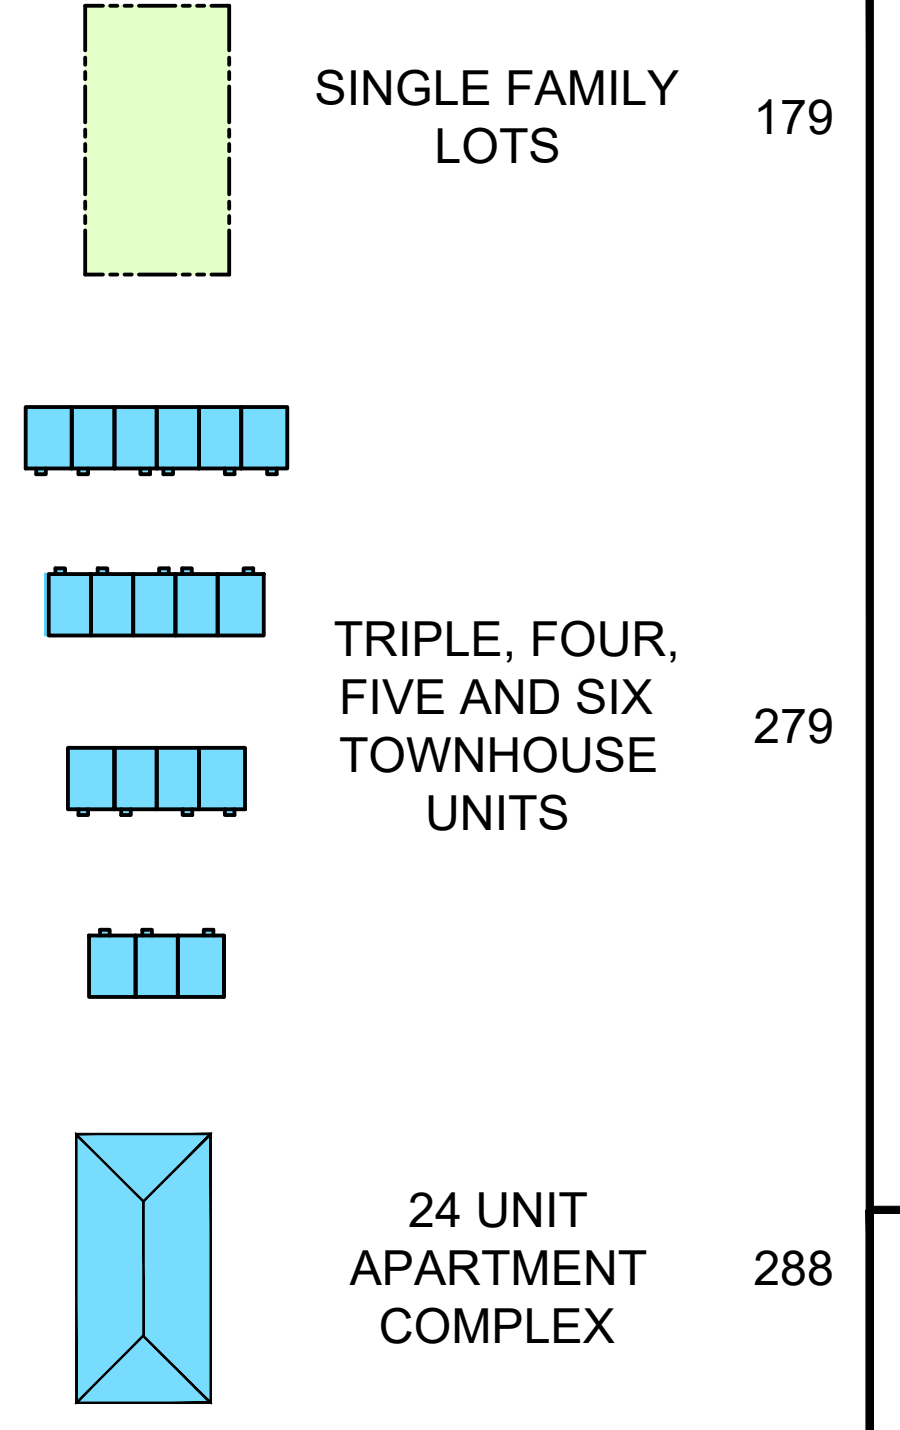 SINGLE FAMILY
LOTS
179
TRIPLE, FOUR,
FIVE AND SIX
TOWNHOUSE
UNITS
279
24 UNIT
APARTMENT
COMPLEX
288